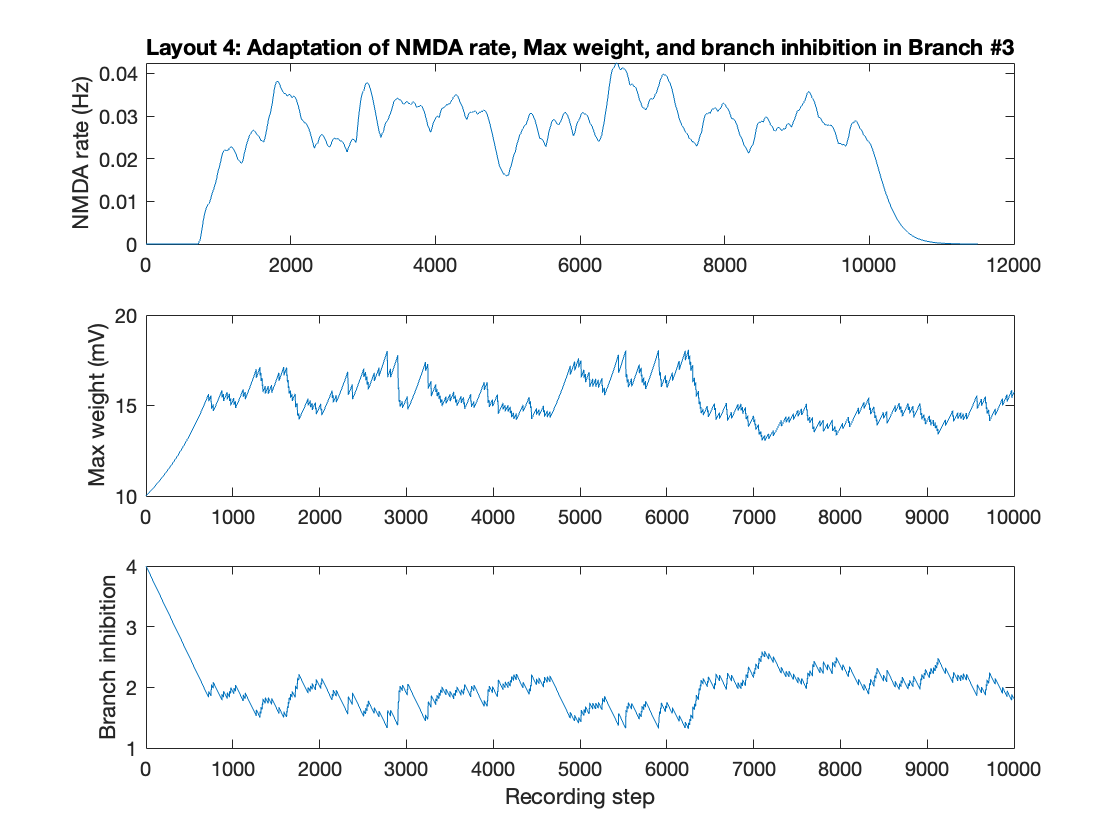 Layout 4: Adaptation of NMDA rate, Max weight, and branch inhibition in Branch #3
NMDA rate (Hz)
0.04
0.03
0.02
0.01
0
0 2000 4000 6000 8000 10000 12000
Max weight (mV)
20
15
10
0 1000 2000 3000 4000 5000 6000 7000 8000 9000 10000
Branch inhibition
4
3
2
1
0 1000 2000 3000 4000 5000 6000 7000 8000 9000 10000
Recording step